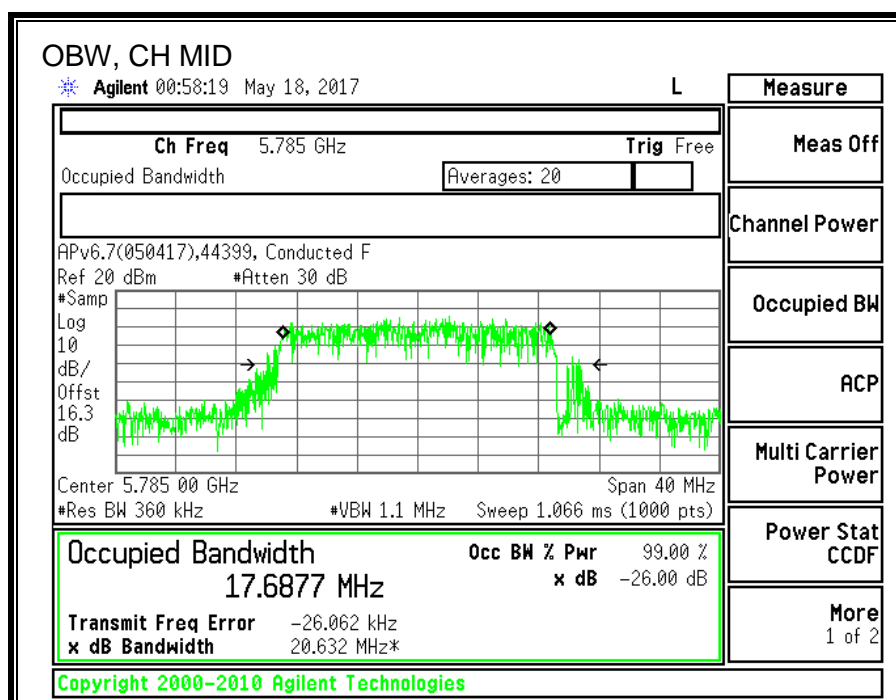 OBW, CH MID
Agilent 00:58:19 May 18, 2017 L
Measure
Ch Freq 5.785 GHz Trig Free
Occupied Bandwidth Averages: 20
APv6.7(050417),44399, Conducted F
Ref 20 dBm #Atten 30 dB
#Samp
Log
10
dB/
Offst
16.3
dB
Center 5.785 00 GHz Span 40 MHz
#Res BW 360 kHz #VBW 1.1 MHz Sweep 1.066 ms (1000 pts)
Occupied Bandwidth
17.6877 MHz
Occ BW % Pwr 99.00 %
x dB -26.00 dB
Transmit Freq Error -26.062 kHz
x dB Bandwidth 20.632 MHz*
Meas Off
Channel Power
Occupied BW
ACP
Multi Carrier
Power
Power Stat
CCDF
More
1 of 2
Copyright 2000-2010 Agilent Technologies